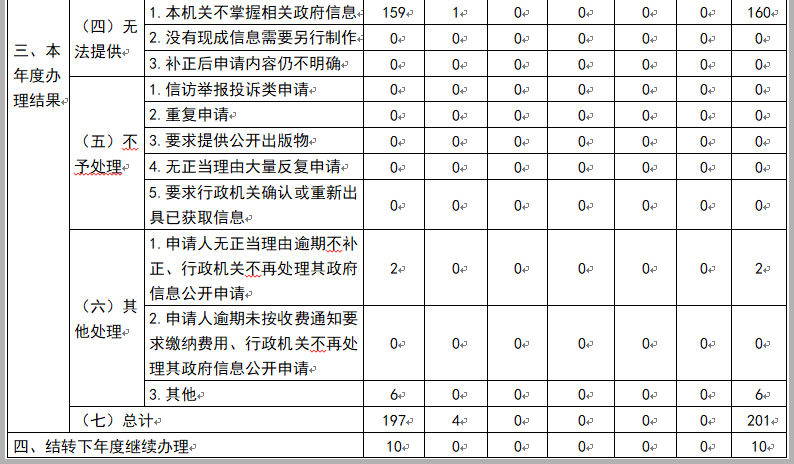 三、本
年度办
理结果
（四）无
法提供
1.本机关不掌握相关政府信息 159 1 0 0 0 0 160
2.没有现成信息需要另行制作 0 0 0 0 0 0 0
3.补正后申请内容仍不明确 0 0 0 0 0 0 0
（五）不
予处理
1.信访举报投诉类申请 0 0 0 0 0 0 0
2.重复申请 0 0 0 0 0 0 0
3.要求提供公开出版物 0 0 0 0 0 0 0
4.无正当理由大量反复申请 0 0 0 0 0 0 0
5.要求行政机关确认或重新出
具已获取信息 0 0 0 0 0 0 0
（六）其
他处理
1.申请人无正当理由逾期不补
正、行政机关不再处理其政府
信息公开申请 2 0 0 0 0 0 2
2.申请人逾期未按收费通知要
求缴纳费用、行政机关不再处
理其政府信息公开申请 0 0 0 0 0 0 0
3.其他 6 0 0 0 0 0 6
（七）总计 197 4 0 0 0 0 201
四、结转下年度继续办理 10 0 0 0 0 0 10